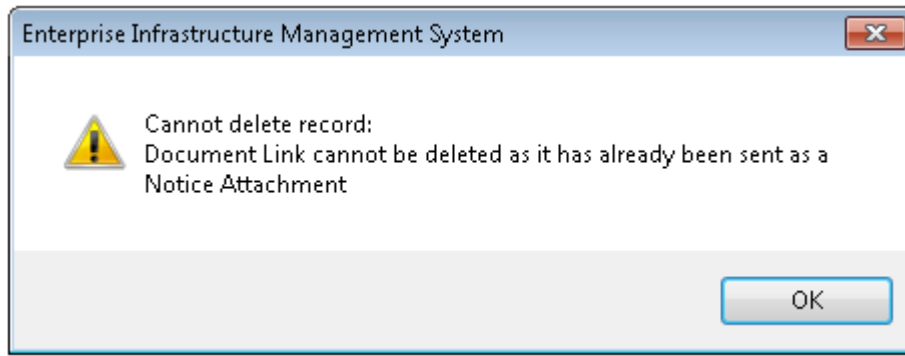 Enterprise Infrastructure Management System
Cannot delete record:
Document Link cannot be deleted as it has already been sent as a
Notice Attachment
OK